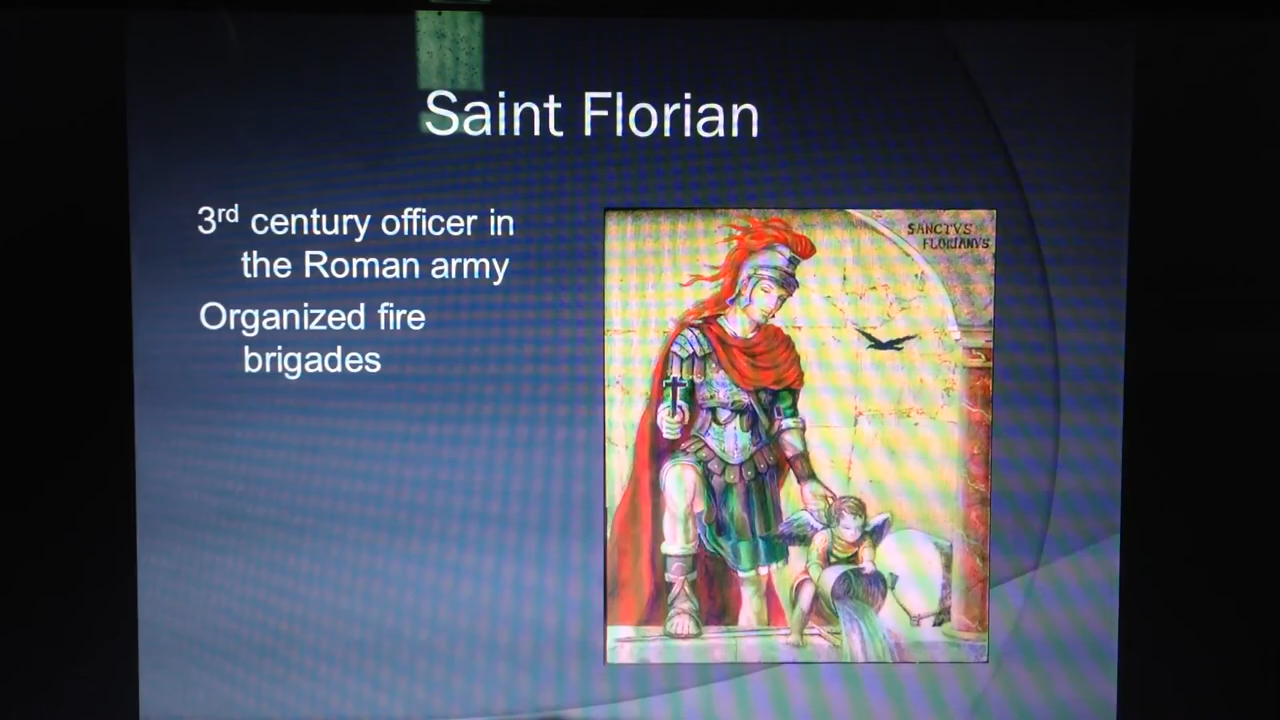 Saint Florian
3rd century officer in
the Roman army
Organized fire
brigades
SANCTVS
FLORIANVS